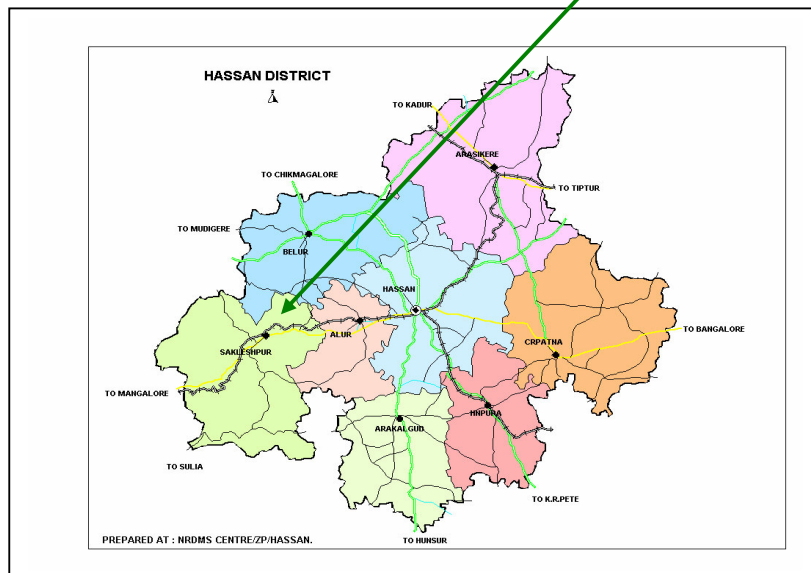 HASSAN DISTRICT
TO KADUR
ARASIKERE
TO CHIKMAGALORE
TO TIPTUR
TO MUDIGERE
BELUR
HASSAN
TO BANGALORE
ALUR
CRPATNA
SAKLESHPUR
TO MANGALORE
HNPURA
ARAKALGUD
TO SULIA
TO K.R.PETE
PREPARED AT : NRDMS CENTRE/ZP/HASSAN.
TO HUNSUR